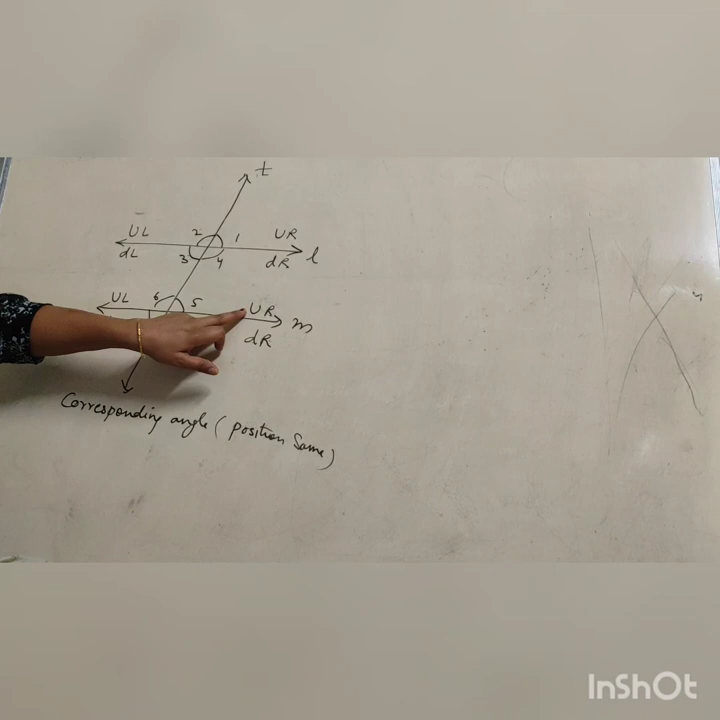 t
UL 2 1 UR
dL 3 4 dR l
UL 6 5 UR
m
dR
Corresponding angle (position Same)
InShOt